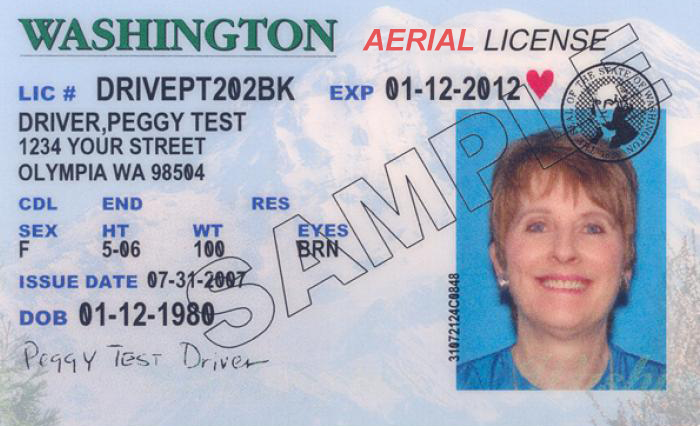 WASHINGTON AERIAL LICENSE
LIC # DRIVEPT202BK EXP 01-12-2012
DRIVER,PEGGY TEST
1234 YOUR STREET
OLYMPIA WA 98504
CDL END RES
SEX HT WT EYES
F 5-06 100 BRN
ISSUE DATE 07-31-2007
DOB 01-12-1980
Peggy Test Driver
SAMPLE
31072124C0848
SEAL OF THE STATE OF WASHINGTON